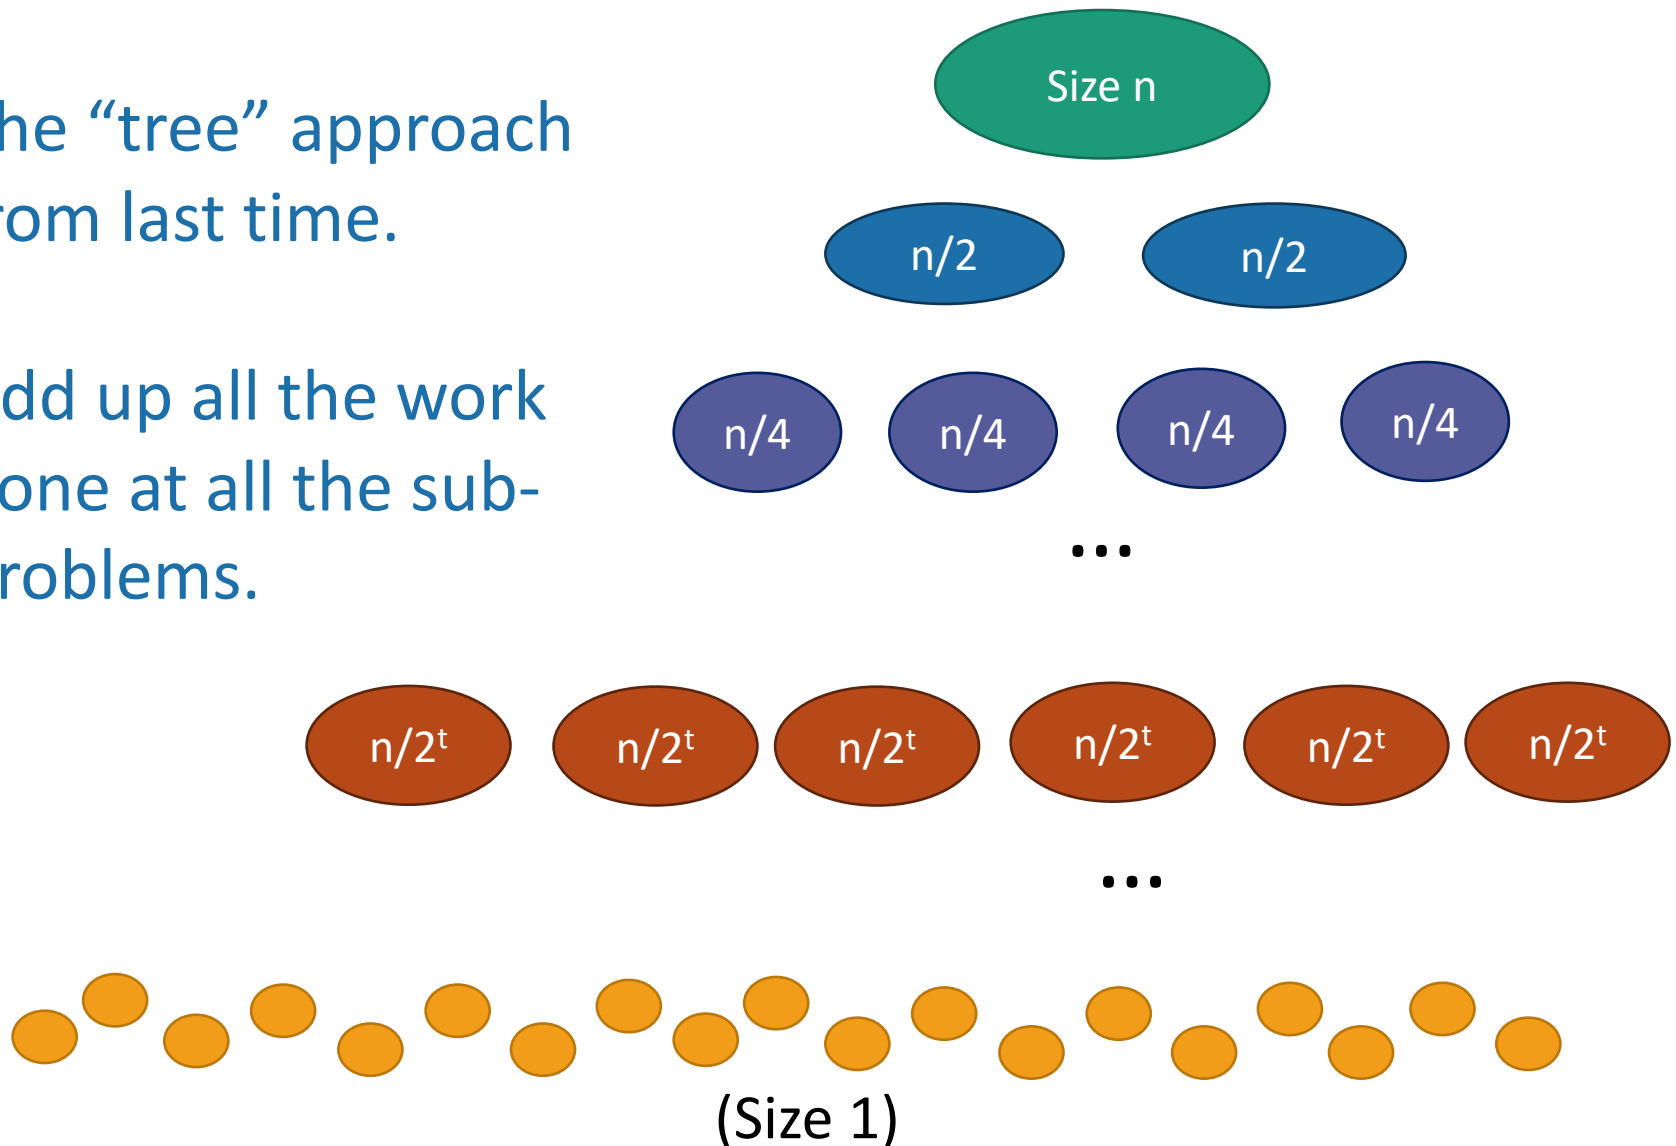 Size n
he “tree” approach
rom last time.
n/2 n/2
dd up all the work
one at all the sub-
roblems.
n/4 n/4 n/4 n/4
...
n/2ᵗ n/2ᵗ n/2ᵗ n/2ᵗ n/2ᵗ n/2ᵗ
...
(Size 1)